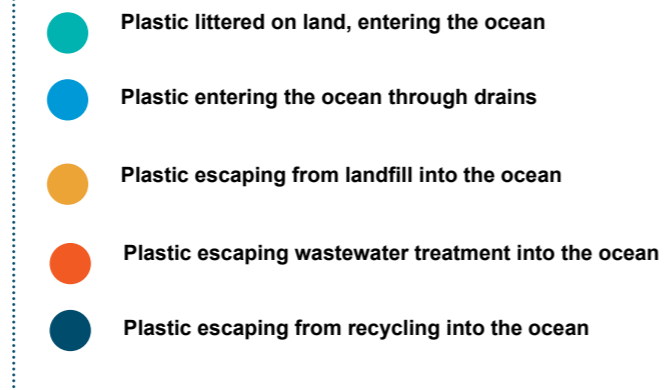 Plastic littered on land, entering the ocean
Plastic entering the ocean through drains
Plastic escaping from landfill into the ocean
Plastic escaping wastewater treatment into the ocean
Plastic escaping from recycling into the ocean